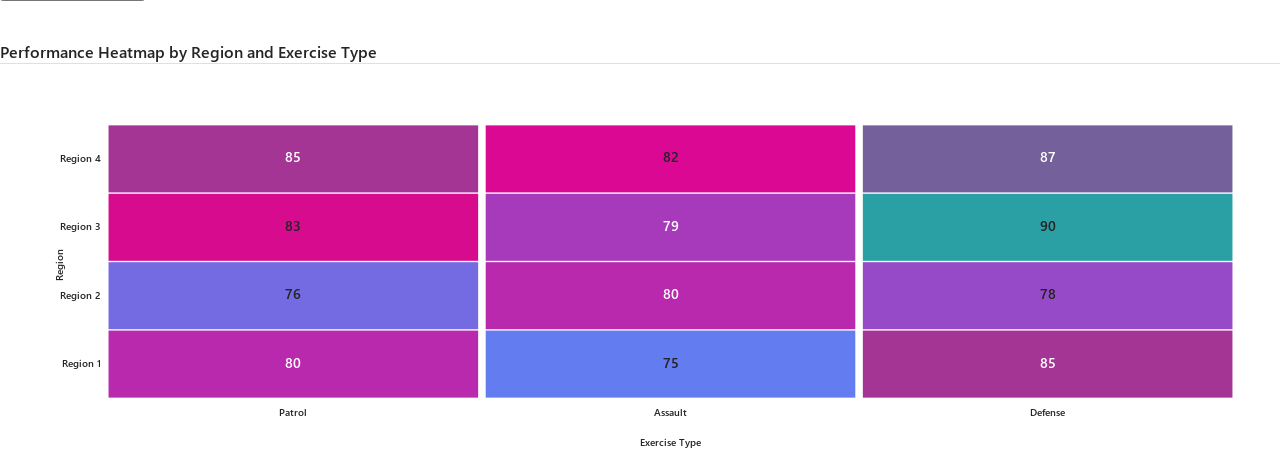 Performance Heatmap by Region and Exercise Type
Region 4
85
82
87
Region 3
83
79
90
Region
Region 2
76
80
78
Region 1
80
75
85
Patrol
Assault
Defense
Exercise Type